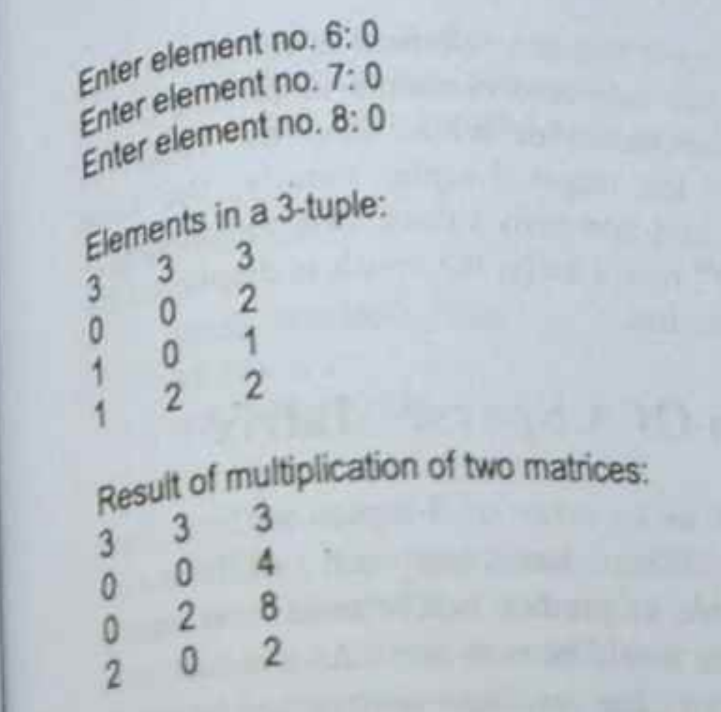 Enter element no. 6: 0
Enter element no. 7: 0
Enter element no. 8: 0
Elements in a 3-tuple:
3 3 3
0 0 2
1 0 1
1 2 2
Result of multiplication of two matrices:
3 3 3
0 0 4
0 2 8
2 0 2